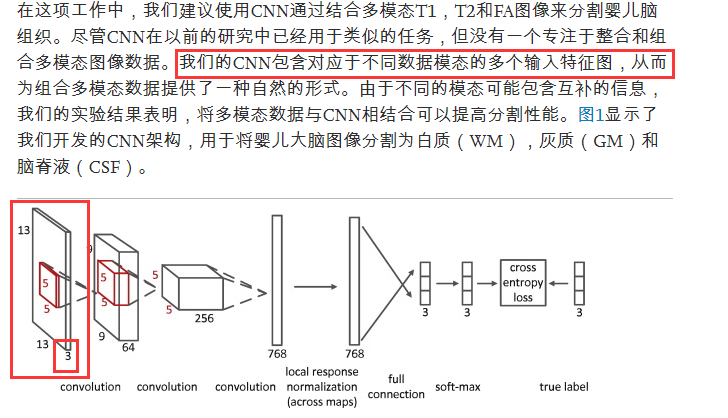 在这项工作中，我们建议使用CNN通过结合多模态T1，T2和FA图像来分割婴儿脑
组织。尽管CNN在以前的研究中已经用于类似的任务，但没有一个专注于整合和组
合多模态图像数据。我们的CNN包含对应于不同数据模态的多个输入特征图，从而
为组合多模态数据提供了一种自然的形式。由于不同的模态可能包含互补的信息，
我们的实验结果表明，将多模态数据与CNN相结合可以提高分割性能。图1显示了
我们开发的CNN架构，用于将婴儿大脑图像分割为白质（WM），灰质（GM）和
脑脊液（CSF）。
13
9
5
5
5
5
5
5
13
3
9
64
256
768
768
3
3
cross
entropy
loss
3
convolution
convolution
convolution
local response
normalization
(across maps)
full
connection
soft-max
true label